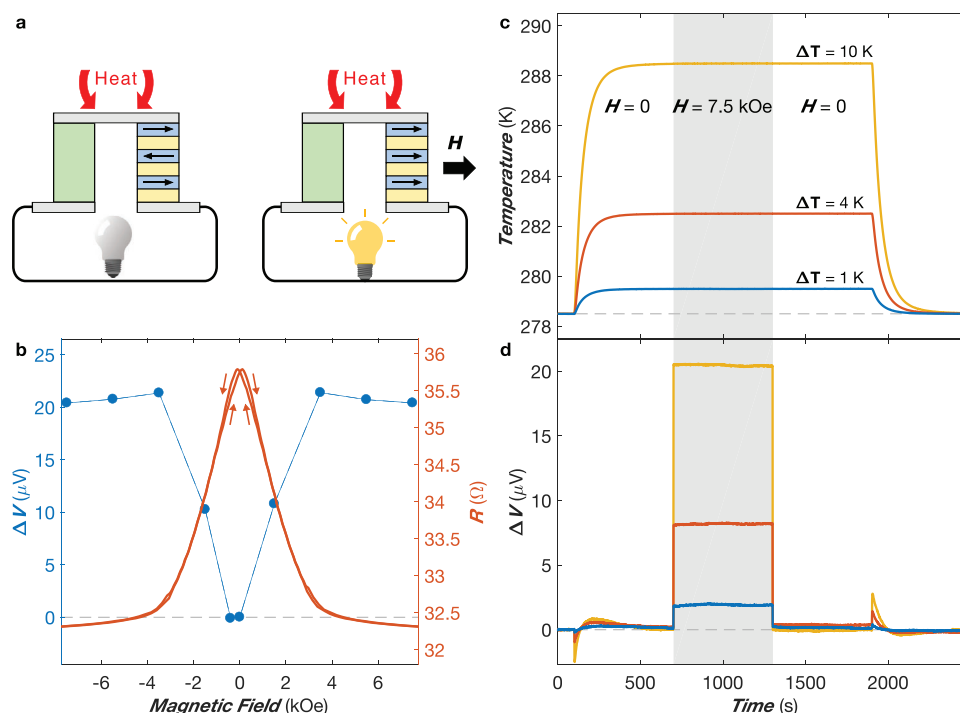 a
Heat
Heat
H
b
25
20
15
10
5
0
ΔV (μV)
36
35.5
35
34.5
34
33.5
33
32.5
32
R (Ω)
-6 -4 -2 0 2 4 6
Magnetic Field (kOe)
c
290
288
286
284
282
280
278
Temperature (K)
ΔT = 10 K
H = 0 H = 7.5 kOe H = 0
ΔT = 4 K
ΔT = 1 K
d
20
15
10
5
0
ΔV (μV)
0 500 1000 1500 2000
Time (s)